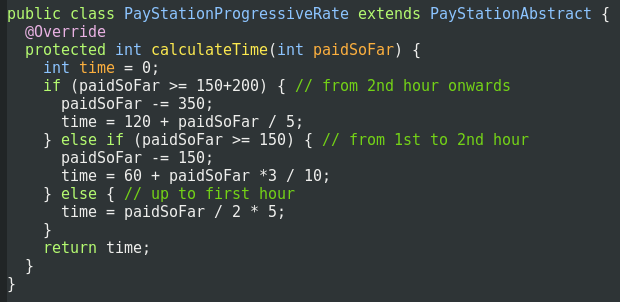 public class PayStationProgressiveRate extends PayStationAbstract {
  @Override
  protected int calculateTime(int paidSoFar) {
    int time = 0;
    if (paidSoFar >= 150+200) { // from 2nd hour onwards
      paidSoFar -= 350;
      time = 120 + paidSoFar / 5;
    } else if (paidSoFar >= 150) { // from 1st to 2nd hour
      paidSoFar -= 150;
      time = 60 + paidSoFar *3 / 10;
    } else { // up to first hour
      time = paidSoFar / 2 * 5;
    }
    return time;
  }
}